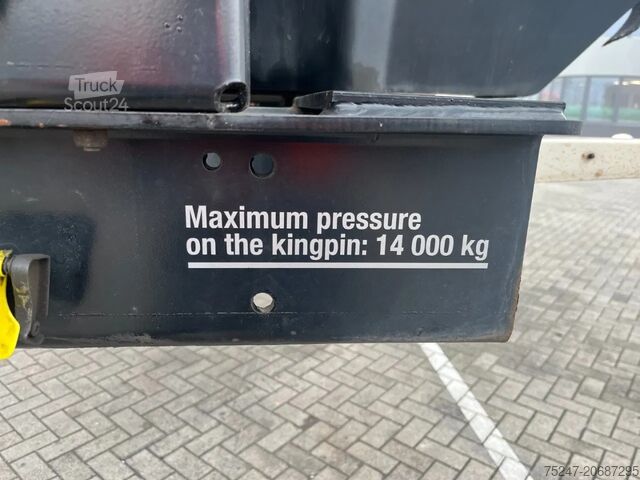 Truck
Scout24
Maximum pressure
on the kingpin: 14 000 kg
75247-20687295